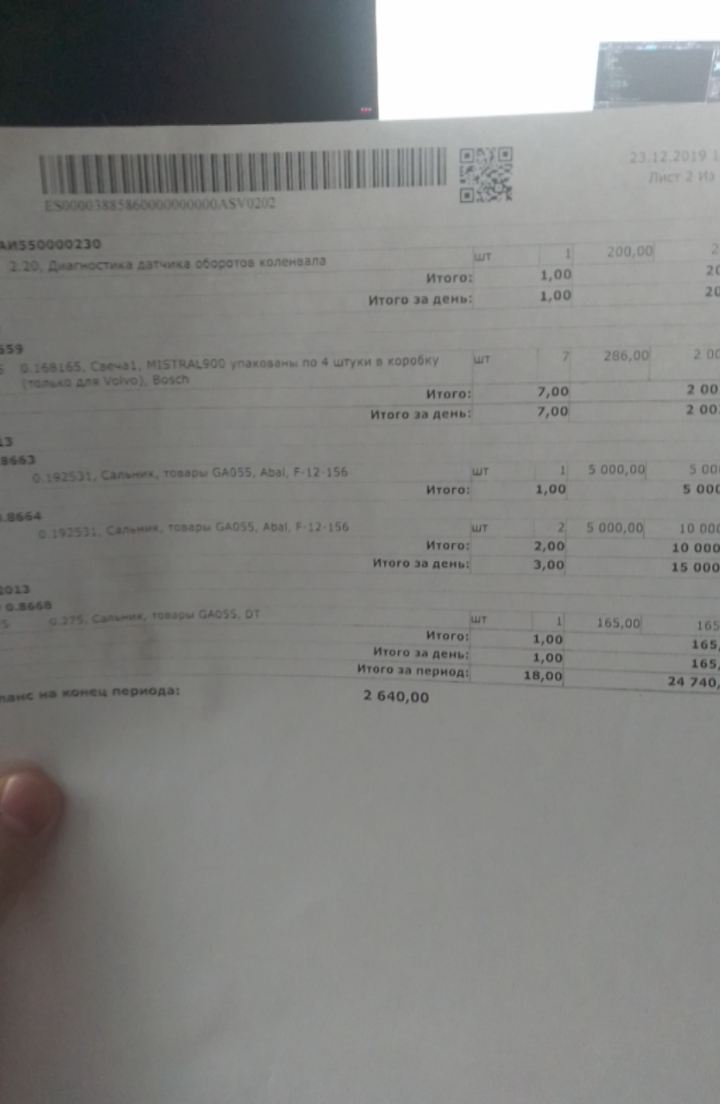 23.12.2019 1
Лист 2 Из
ES00003885860000000000ASV0202
АИ550000230
2.20, Диагностика датчика оборотов коленвала шт 1 200,00 2
Итого: 1,00 20
Итого за день: 1,00 20
659
5 0.168165, Свеча1, MISTRAL900 упакованы по 4 штуки в коробку шт 7 286,00 2 00
(только для Volvo), Bosch
Итого: 7,00 2 00
Итого за день: 7,00 2 00
13
8663
0.192531, Сальник, товары GA055, Abal, F-12-156 шт 1 5 000,00 5 00
Итого: 1,00 5 000
.8664
0.192531, Сальник, товары GA055, Abal, F-12-156 шт 2 5 000,00 10 00
Итого: 2,00 10 000
Итого за день: 3,00 15 000
2013
0.8668
5 0.275, Сальник, товары GA055, DT шт 1 165,00 165
Итого: 1,00 165,
Итого за день: 1,00 165,
Итого за период: 18,00 24 740,
ланс на конец периода: 2 640,00